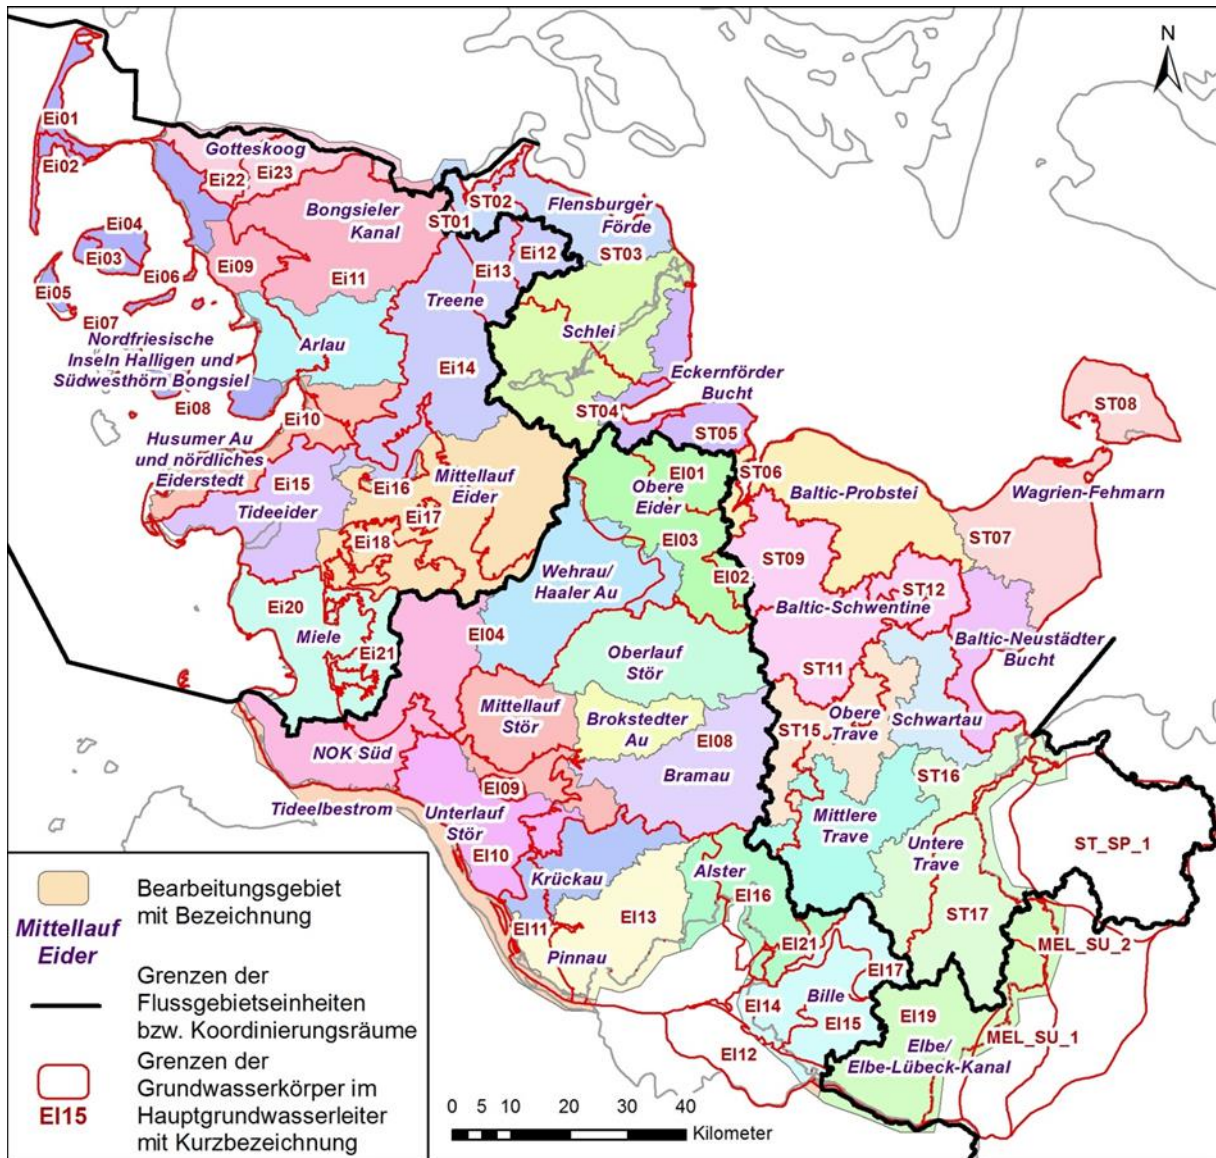 N
Ei01
Ei02
Gotteskoog
Ei22
Ei23
Bongsieler
Kanal
ST01
ST02
Flensburger
Förde
ST03
Ei04
Ei03
Ei06
Ei05
Ei07
Ei09
Ei11
Ei12
Ei13
Treene
Ei14
Schlei
Nordfriesische
Inseln Halligen und
Südwesthörn Bongsiel
Arlau
Ei08
Ei10
Eckernförder
Bucht
ST04
ST05
ST08
Husumer Au
und nördliches
Eiderstedt
Ei15
Tideeider
Ei16
Mittellauf
Eider
Ei17
Ei18
EI01
Obere
Eider
EI03
EI02
ST06
Baltic-Probstei
Wagrien-Fehmarn
ST07
ST09
ST12
Baltic-Schwentine
Wehrau/
Haaler Au
Ei20
Miele
Ei21
EI04
Oberlauf
Stör
ST11
Baltic-Neustädter
Bucht
Mittellauf
Stör
Brokstedter
Au
EI08
Bramau
ST15
Obere
Trave
Schwartau
NOK Süd
ST16
EI09
Tideelbestrom
Unterlauf
Stör
EI10
Mittlere
Trave
Untere
Trave
ST_SP_1
Krückau
Alster
EI16
EI11
EI13
Pinnau
ST17
EI21
MEL_SU_2
EI17
EI14
Bille
EI15
EI19
MEL_SU_1
EI12
Elbe/
Elbe-Lübeck-Kanal
Bearbeitungsgebiet
mit Bezeichnung
Mittellauf
Eider
Grenzen der
Flussgebietseinheiten
bzw. Koordinierungsräume
Grenzen der
Grundwasserkörper im
Hauptgrundwasserleiter
mit Kurzbezeichnung
EI15
0 5 10 20 30 40
Kilometer